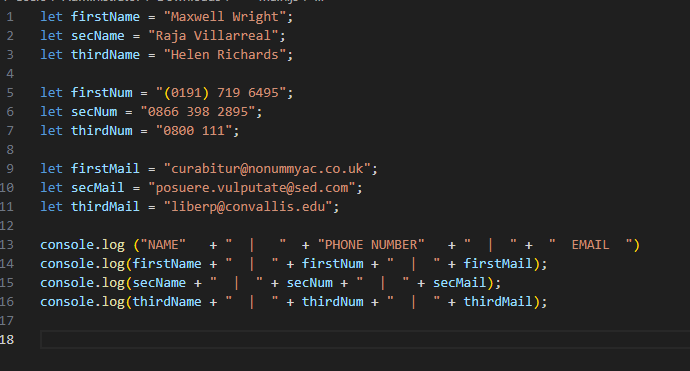 1 let firstName = "Maxwell Wright";
2 let secName = "Raja Villarreal";
3 let thirdName = "Helen Richards";
4
5 let firstNum = "(0191) 719 6495";
6 let secNum = "0866 398 2895";
7 let thirdNum = "0800 111";
8
9 let firstMail = "curabitur@nonummyac.co.uk";
10 let secMail = "posuere.vulputate@sed.com";
11 let thirdMail = "liberp@convallis.edu";
12
13 console.log ("NAME"   + "  |   "  + "PHONE NUMBER"   + "  |  " +  "  EMAIL  ")
14 console.log(firstName + "  |  " + firstNum + "  |  " + firstMail);
15 console.log(secName + "  |  " + secNum + "  |  " + secMail);
16 console.log(thirdName + "  |  " + thirdNum + "  |  " + thirdMail);
17
18